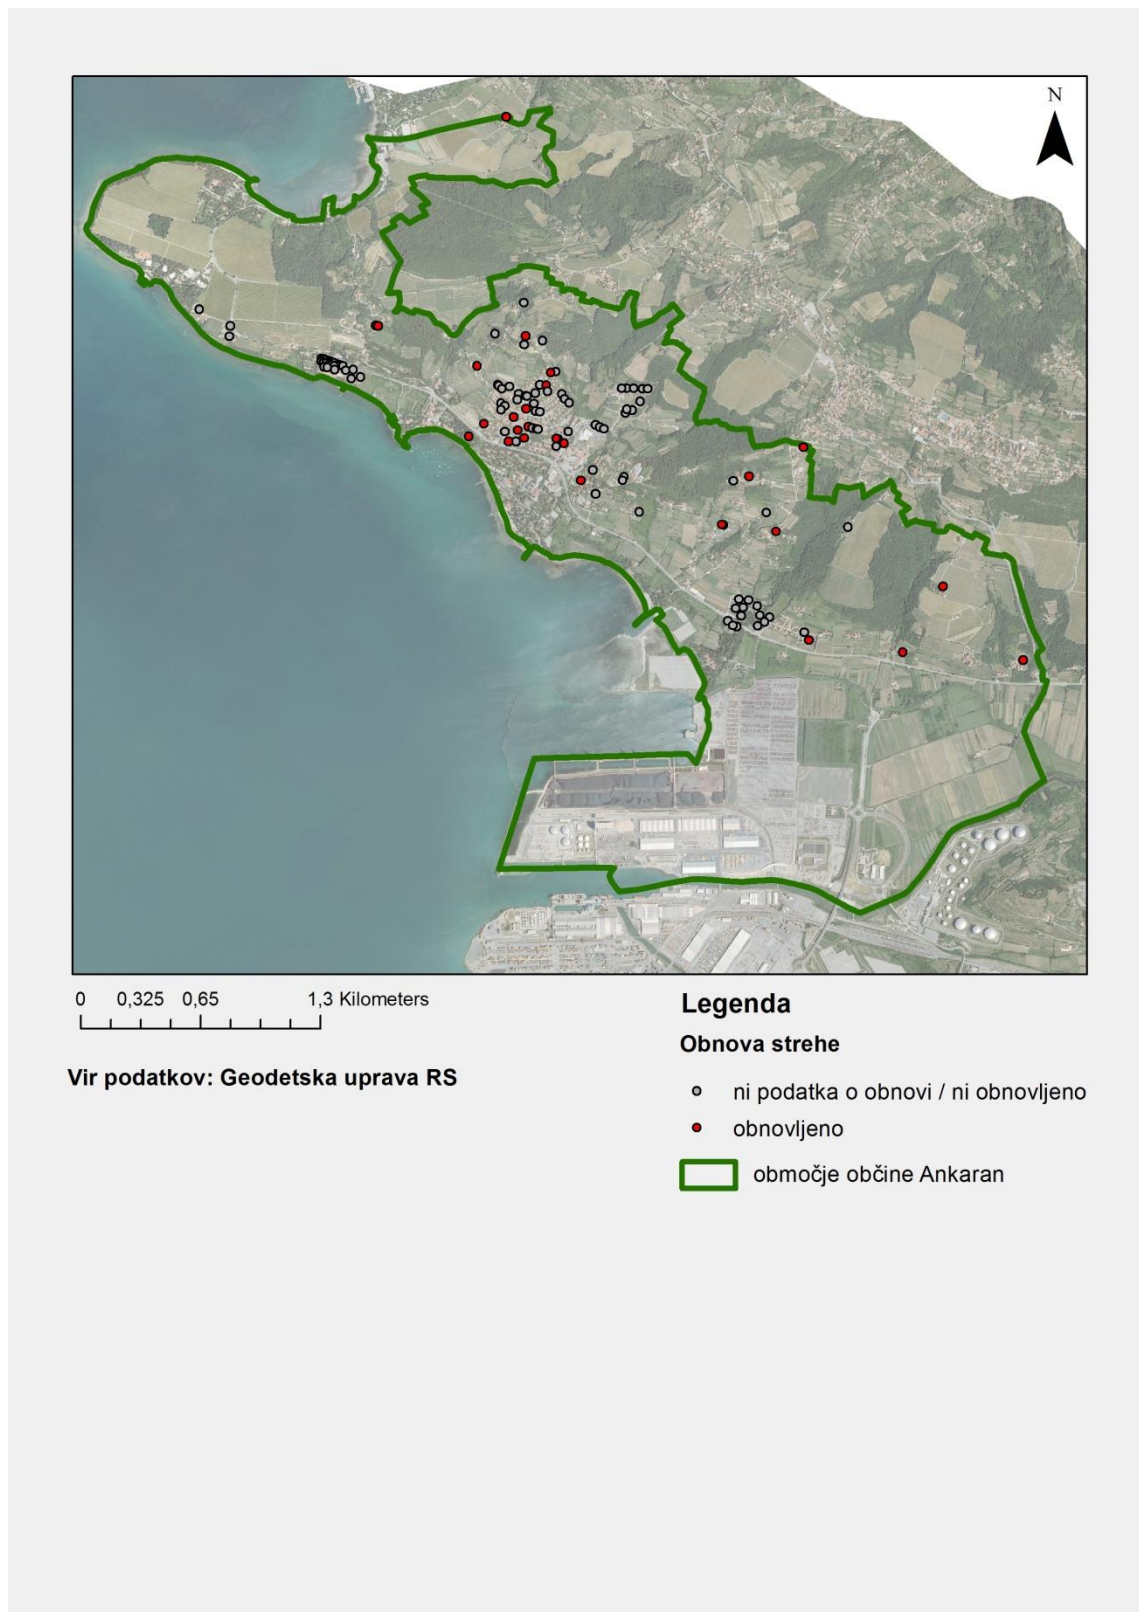 N
0 0,325 0,65 1,3 Kilometers
Vir podatkov: Geodetska uprava RS
Legenda
Obnova strehe
ni podatka o obnovi / ni obnovljeno
obnovljeno
območje občine Ankaran